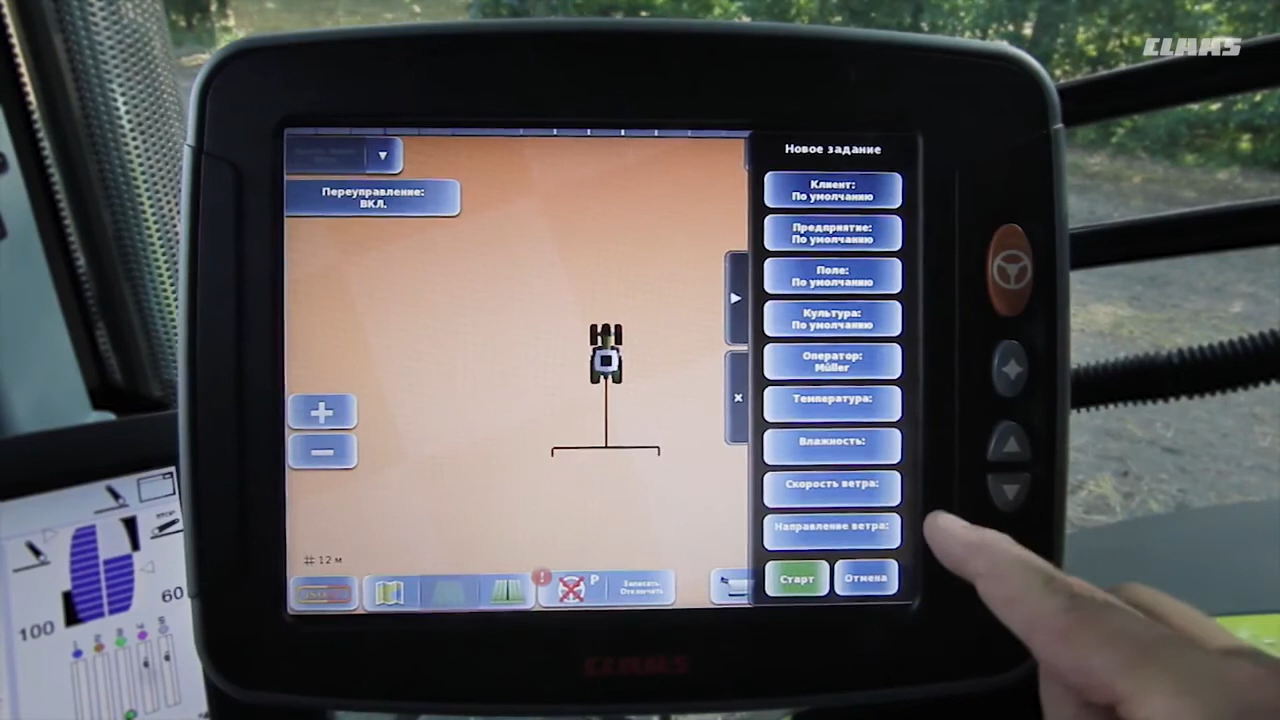 CLAAS
Новое задание
Клиент:
По умолчанию
Предприятие:
По умолчанию
Поле:
По умолчанию
Культура:
По умолчанию
Оператор:
Müller
Температура:
Влажность:
Скорость ветра:
Направление ветра:
Старт
Отмена
Переуправление:
ВКЛ.
12 м
P
Записать:
Отключить
STOP
60
100
CLAAS